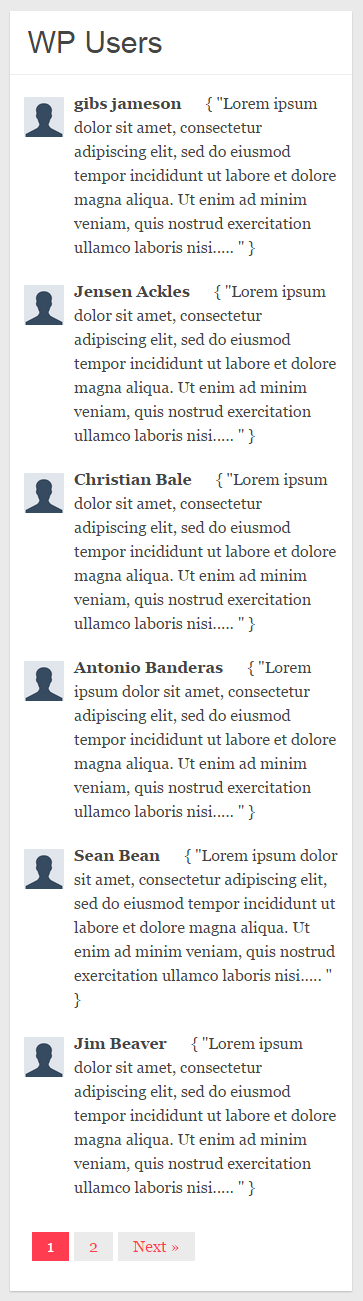 WP Users
gibs jameson { "Lorem ipsum
dolor sit amet, consectetur
adipiscing elit, sed do eiusmod
tempor incididunt ut labore et dolore
magna aliqua. Ut enim ad minim
veniam, quis nostrud exercitation
ullamco laboris nisi..... " }
Jensen Ackles { "Lorem ipsum
dolor sit amet, consectetur
adipiscing elit, sed do eiusmod
tempor incididunt ut labore et dolore
magna aliqua. Ut enim ad minim
veniam, quis nostrud exercitation
ullamco laboris nisi..... " }
Christian Bale { "Lorem ipsum
dolor sit amet, consectetur
adipiscing elit, sed do eiusmod
tempor incididunt ut labore et dolore
magna aliqua. Ut enim ad minim
veniam, quis nostrud exercitation
ullamco laboris nisi..... " }
Antonio Banderas { "Lorem
ipsum dolor sit amet, consectetur
adipiscing elit, sed do eiusmod
tempor incididunt ut labore et dolore
magna aliqua. Ut enim ad minim
veniam, quis nostrud exercitation
ullamco laboris nisi..... " }
Sean Bean { "Lorem ipsum dolor
sit amet, consectetur adipiscing elit,
sed do eiusmod tempor incididunt ut
labore et dolore magna aliqua. Ut
enim ad minim veniam, quis nostrud
exercitation ullamco laboris nisi..... "
}
Jim Beaver { "Lorem ipsum
dolor sit amet, consectetur
adipiscing elit, sed do eiusmod
tempor incididunt ut labore et dolore
magna aliqua. Ut enim ad minim
veniam, quis nostrud exercitation
ullamco laboris nisi..... " }
1 2 Next »